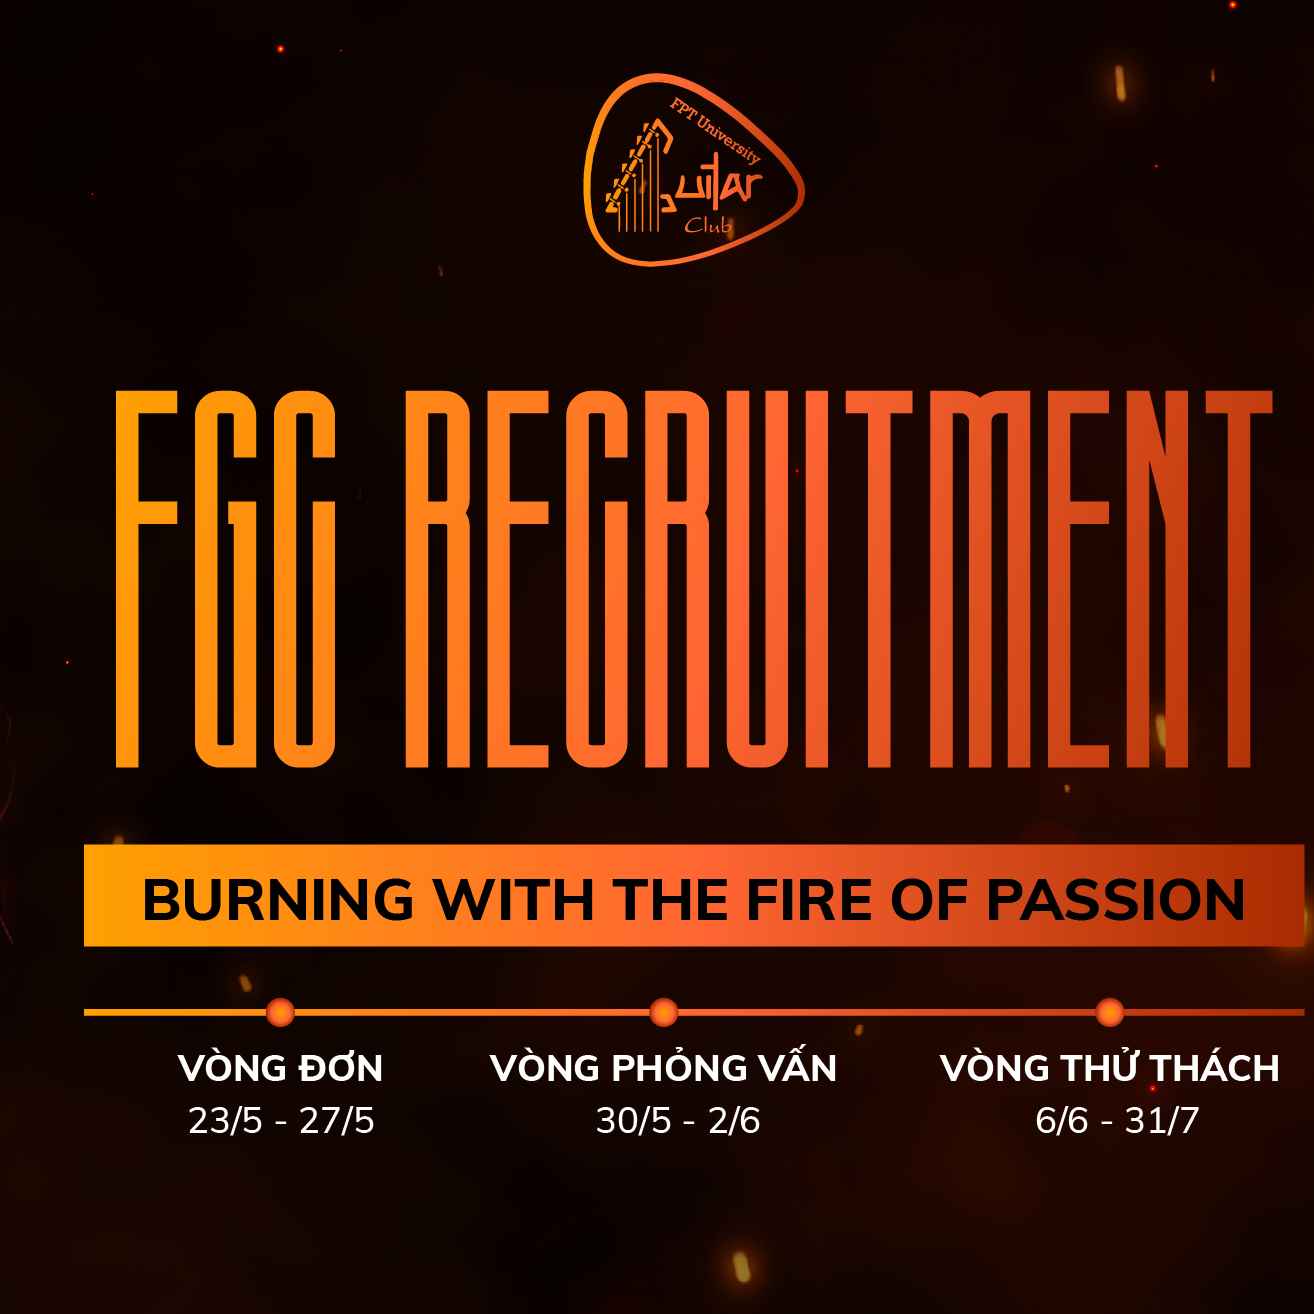 FPT University
Guitar
Club
FGC RECRUITMENT
BURNING WITH THE FIRE OF PASSION
VÒNG ĐƠN
23/5 - 27/5
VÒNG PHỎNG VẤN
30/5 - 2/6
VÒNG THỬ THÁCH
6/6 - 31/7